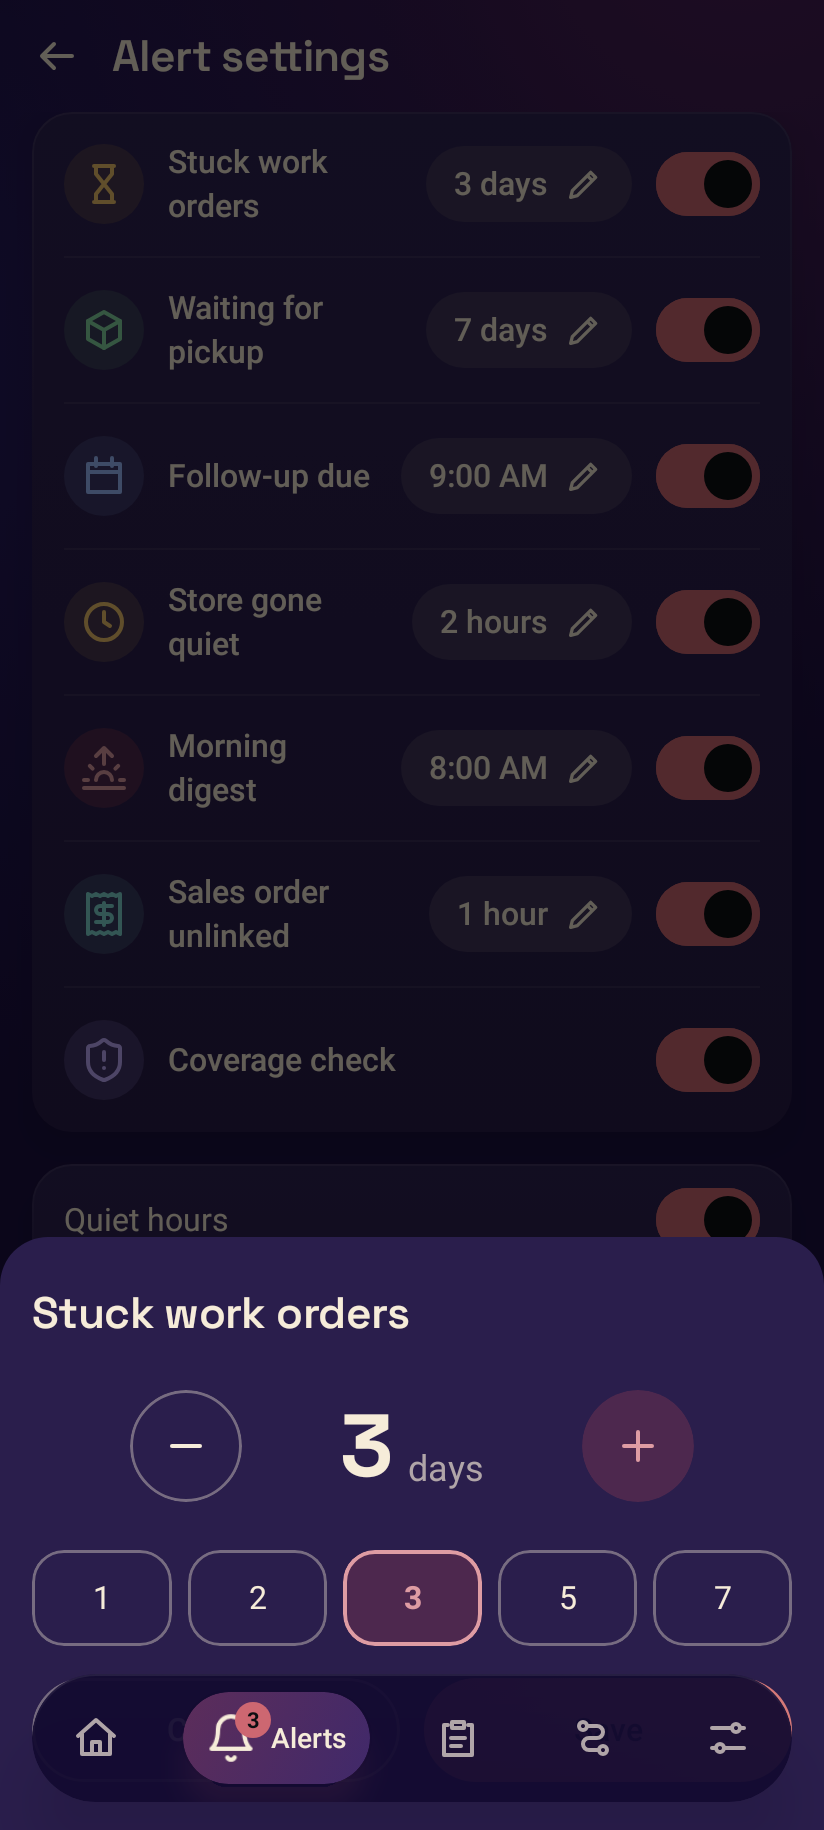 Alert settings
Stuck work
orders
3 days
Waiting for
pickup
7 days
Follow-up due
9:00 AM
Store gone
quiet
2 hours
Morning
digest
8:00 AM
Sales order
unlinked
1 hour
Coverage check
Quiet hours
Stuck work orders
3 days
1 2 3 5 7
3
Alerts